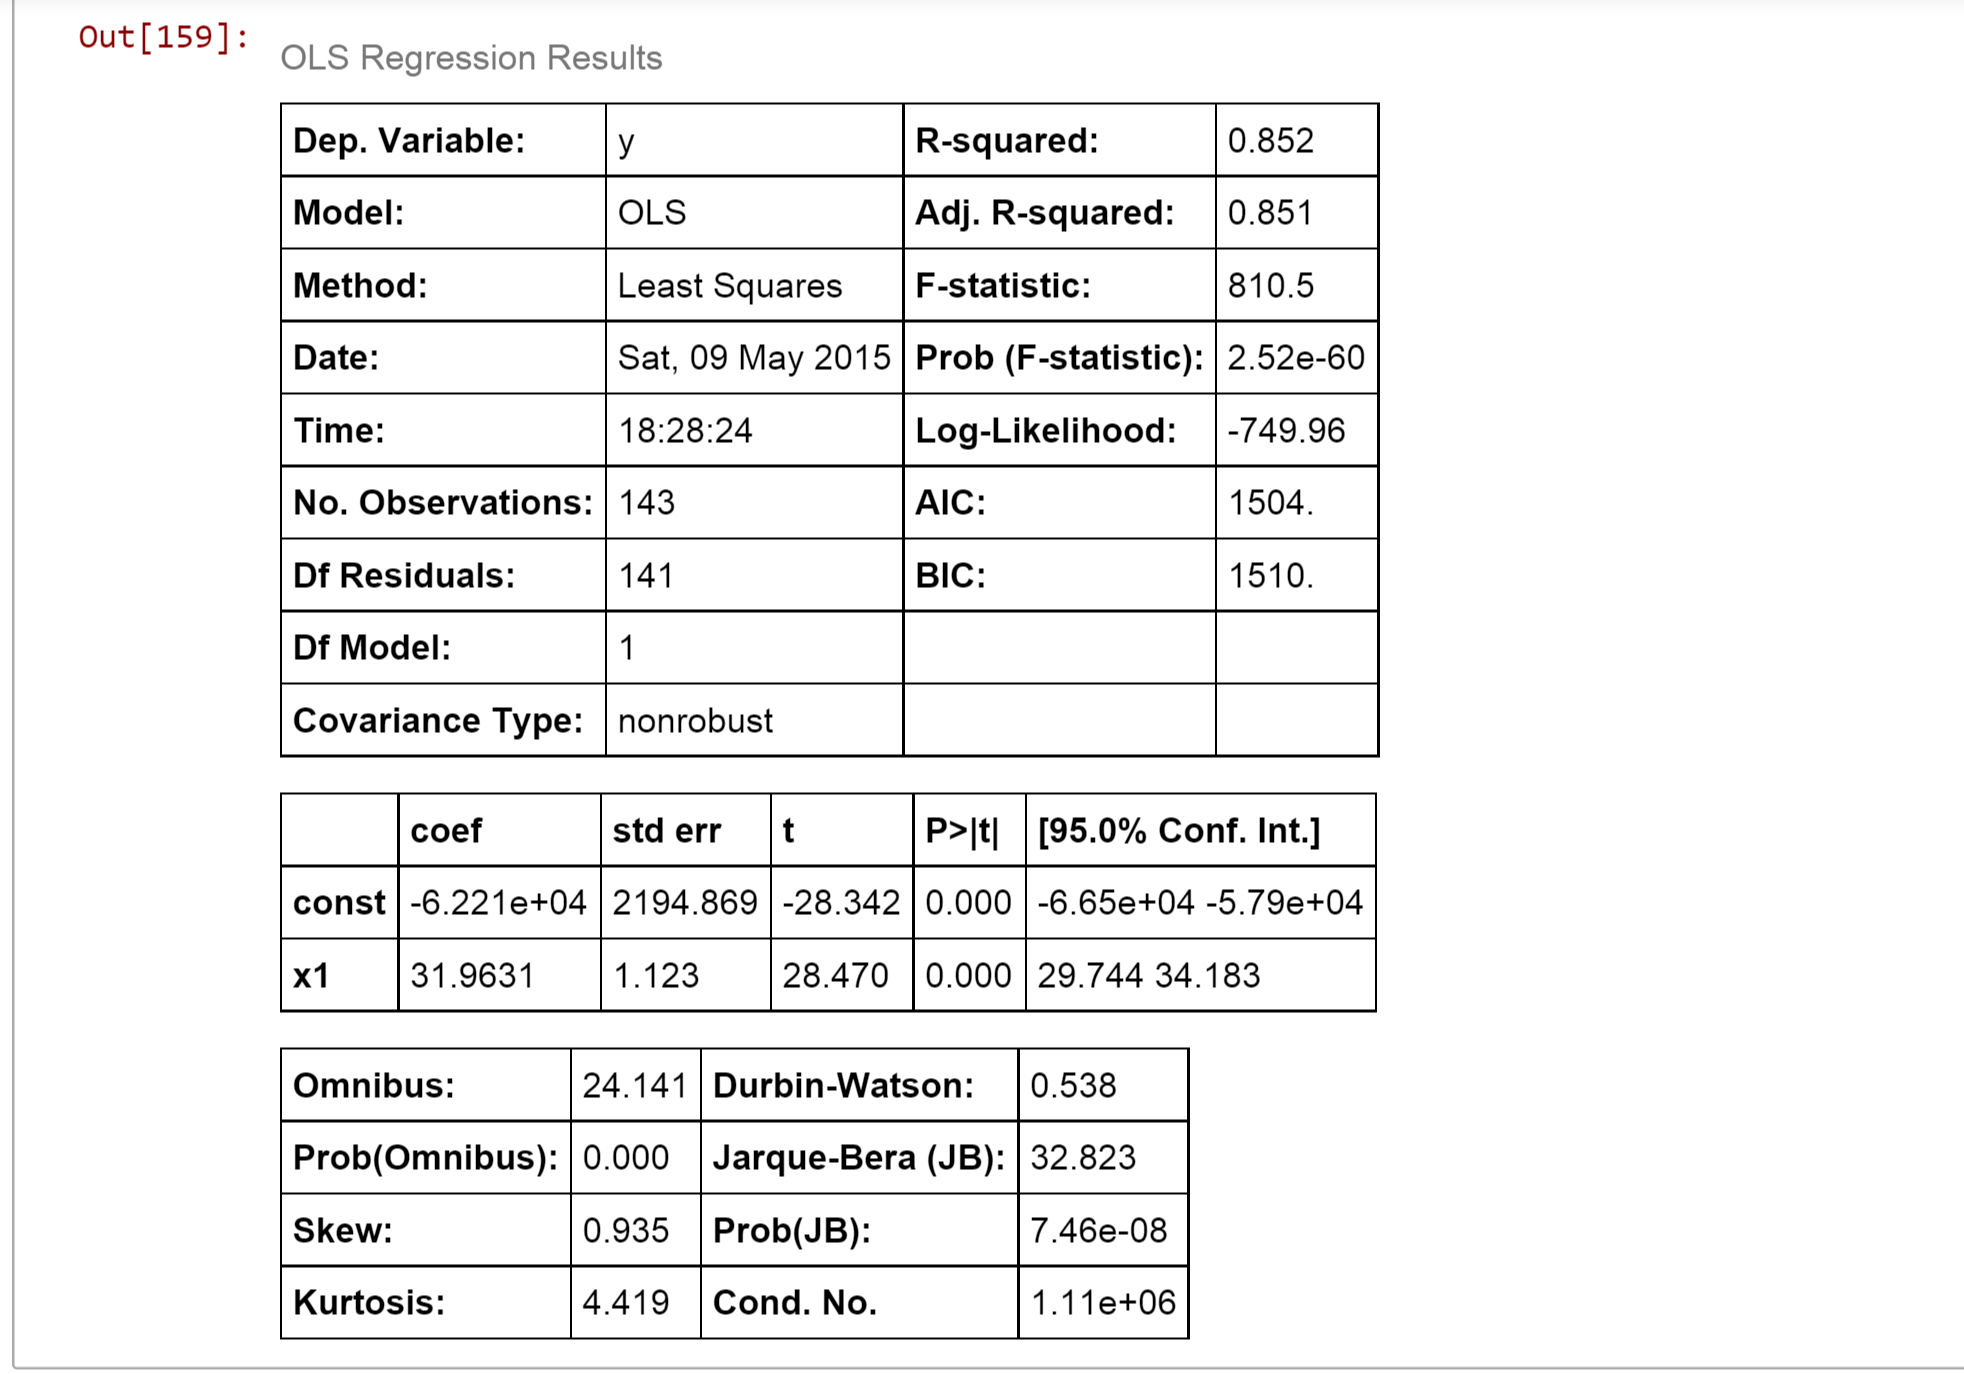 Out[159]:
OLS Regression Results
Dep. Variable: y R-squared: 0.852
Model: OLS Adj. R-squared: 0.851
Method: Least Squares F-statistic: 810.5
Date: Sat, 09 May 2015 Prob (F-statistic): 2.52e-60
Time: 18:28:24 Log-Likelihood: -749.96
No. Observations: 143 AIC: 1504.
Df Residuals: 141 BIC: 1510.
Df Model: 1
Covariance Type: nonrobust
coef std err t P>|t| [95.0% Conf. Int.]
const -6.221e+04 2194.869 -28.342 0.000 -6.65e+04 -5.79e+04
x1 31.9631 1.123 28.470 0.000 29.744 34.183
Omnibus: 24.141 Durbin-Watson: 0.538
Prob(Omnibus): 0.000 Jarque-Bera (JB): 32.823
Skew: 0.935 Prob(JB): 7.46e-08
Kurtosis: 4.419 Cond. No. 1.11e+06